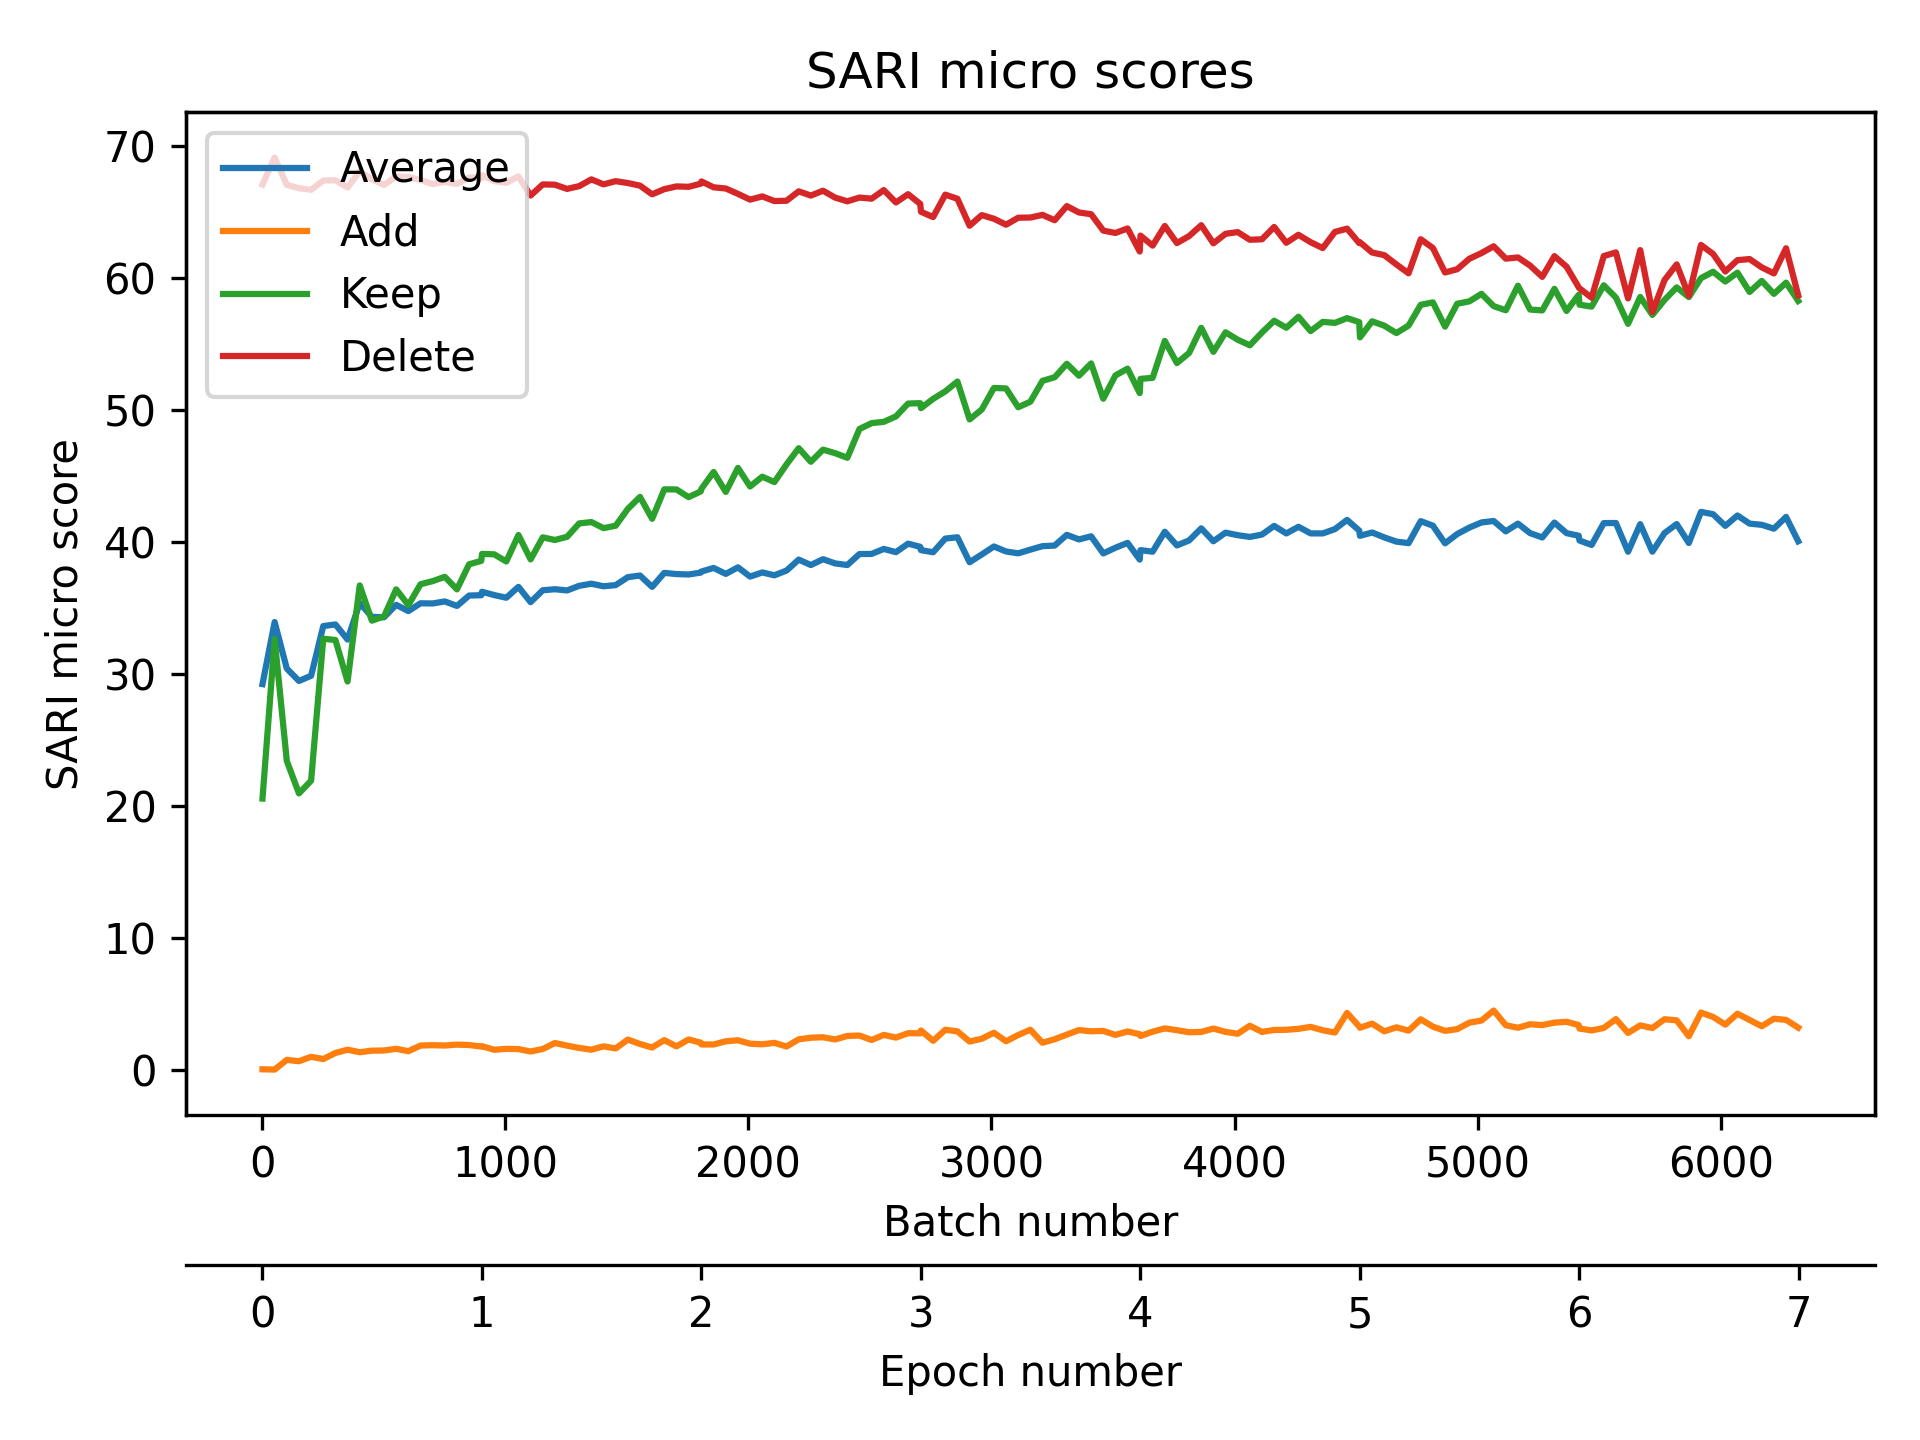 SARI micro scores
70
60
50
40
30
20
10
0
SARI micro score
Average
Add
Keep
Delete
0 1000 2000 3000 4000 5000 6000
Batch number
0 1 2 3 4 5 6 7
Epoch number